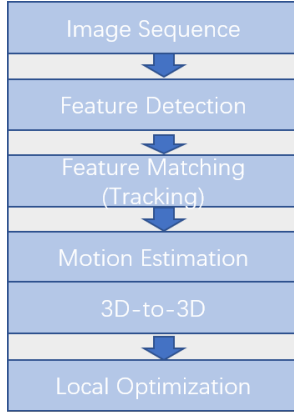 Image Sequence
Feature Detection
Feature Matching
(Tracking)
Motion Estimation
3D-to-3D
Local Optimization